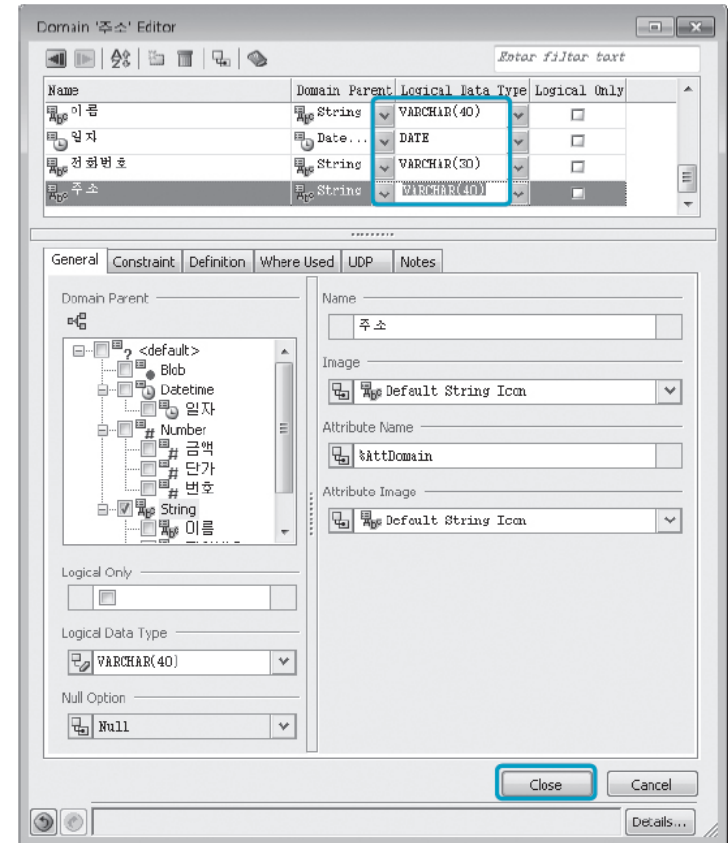 Domain '주소' Editor
Enter filter text
Name Domain Parent Logical Data Type Logical Only
이름 String VARCHAR(40)
일자 Date... DATE
전화번호 String VARCHAR(30)
주소 String VARCHAR(40)
General Constraint Definition Where Used UDP Notes
Domain Parent
<default>
Blob
Datetime
일자
Number
금액
단가
번호
String
이름
Logical Only
Logical Data Type
VARCHAR(40)
Null Option
Null
Name
주소
Image
Default String Icon
Attribute Name
%AttDomain
Attribute Image
Default String Icon
Close Cancel
Details...